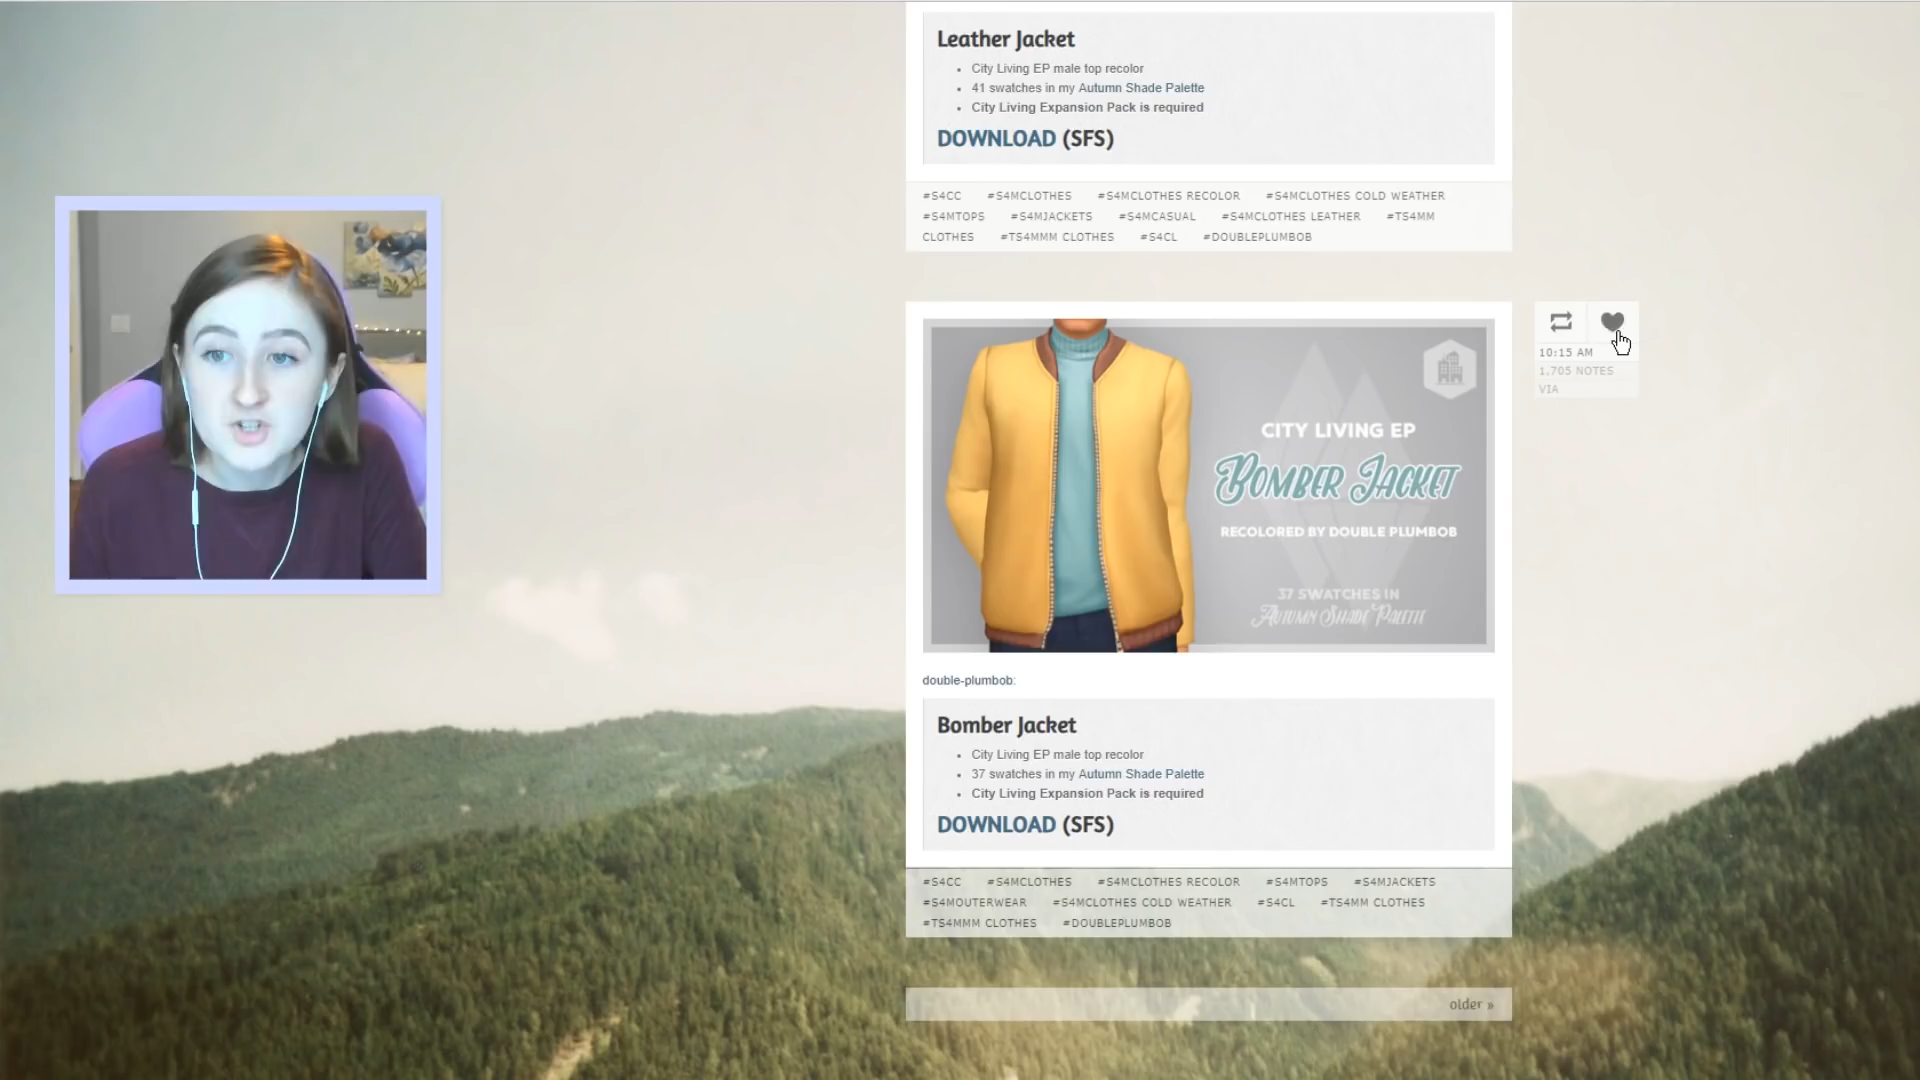 Leather Jacket
City Living EP male top recolor
41 swatches in my Autumn Shade Palette
City Living Expansion Pack is required
DOWNLOAD (SFS)
#S4CC #S4MCLOTHES #S4MCLOTHES RECOLOR #S4MCLOTHES COLD WEATHER
#S4MTOPS #S4MJACKETS #S4MCASUAL #S4MCLOTHES LEATHER #TS4MM
CLOTHES #TS4MMM CLOTHES #S4CL #DOUBLEPLUMBOB
10:15 AM
1,705 NOTES
VIA
CITY LIVING EP
BOMBER JACKET
RECOLORED BY DOUBLE PLUMBOB
37 SWATCHES IN
AUTUMN SHADE PALETTE
double-plumbob:
Bomber Jacket
City Living EP male top recolor
37 swatches in my Autumn Shade Palette
City Living Expansion Pack is required
DOWNLOAD (SFS)
#S4CC #S4MCLOTHES #S4MCLOTHES RECOLOR #S4MTOPS #S4MJACKETS
#S4MOUTERWEAR #S4MCLOTHES COLD WEATHER #S4CL #TS4MM CLOTHES
#TS4MMM CLOTHES #DOUBLEPLUMBOB
older »